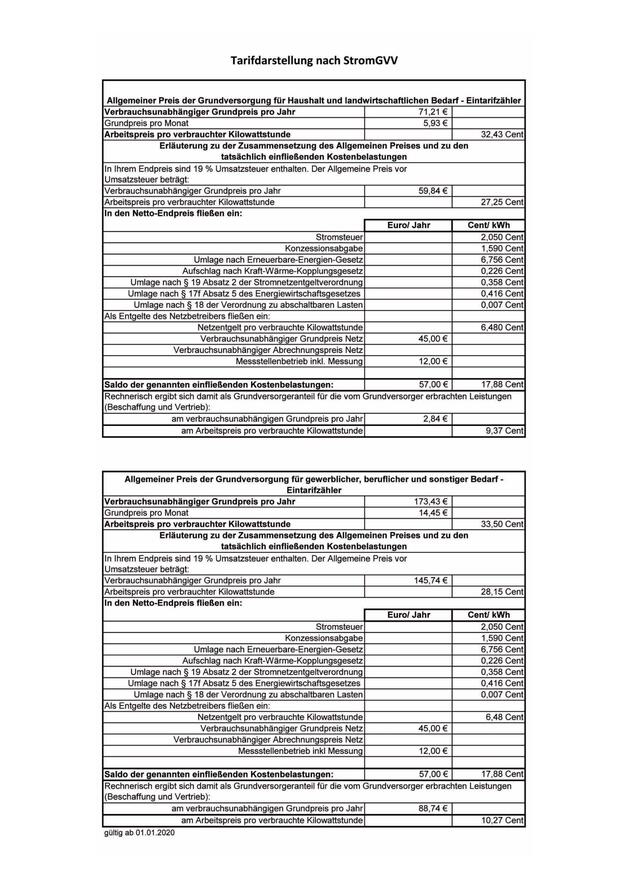 Tarifdarstellung nach StromGVV
Allgemeiner Preis der Grundversorgung für Haushalt und landwirtschaftlichen Bedarf - Eintarifzähler
Verbrauchsunabhängiger Grundpreis pro Jahr 71,21 €
Grundpreis pro Monat 5,93 €
Arbeitspreis pro verbrauchter Kilowattstunde 32,43 Cent
Erläuterung zu der Zusammensetzung des Allgemeinen Preises und zu den
tatsächlich einfließenden Kostenbelastungen
In Ihrem Endpreis sind 19 % Umsatzsteuer enthalten. Der Allgemeine Preis vor
Umsatzsteuer beträgt:
Verbrauchsunabhängiger Grundpreis pro Jahr 59,84 €
Arbeitspreis pro verbrauchter Kilowattstunde 27,25 Cent
In den Netto-Endpreis fließen ein:
Euro/ Jahr Cent/ kWh
Stromsteuer 2,050 Cent
Konzessionsabgabe 1,590 Cent
Umlage nach Erneuerbare-Energien-Gesetz 6,756 Cent
Aufschlag nach Kraft-Wärme-Kopplungsgesetz 0,226 Cent
Umlage nach § 19 Absatz 2 der Stromnetzentgeltverordnung 0,358 Cent
Umlage nach § 17f Absatz 5 des Energiewirtschaftsgesetzes 0,416 Cent
Umlage nach § 18 der Verordnung zu abschaltbaren Lasten 0,007 Cent
Als Entgelte des Netzbetreibers fließen ein:
Netzentgelt pro verbrauchte Kilowattstunde 6,480 Cent
Verbrauchsunabhängiger Grundpreis Netz 45,00 €
Verbrauchsunabhängiger Abrechnungspreis Netz
Messstellenbetrieb inkl. Messung 12,00 €
Saldo der genannten einfließenden Kostenbelastungen: 57,00 € 17,88 Cent
Rechnerisch ergibt sich damit als Grundversorgeranteil für die vom Grundversorger erbrachten Leistungen
(Beschaffung und Vertrieb):
am verbrauchsunabhängigen Grundpreis pro Jahr 2,84 €
am Arbeitspreis pro verbrauchte Kilowattstunde 9,37 Cent
Allgemeiner Preis der Grundversorgung für gewerblicher, beruflicher und sonstiger Bedarf -
Eintarifzähler
Verbrauchsunabhängiger Grundpreis pro Jahr 173,43 €
Grundpreis pro Monat 14,45 €
Arbeitspreis pro verbrauchter Kilowattstunde 33,50 Cent
Erläuterung zu der Zusammensetzung des Allgemeinen Preises und zu den
tatsächlich einfließenden Kostenbelastungen
In Ihrem Endpreis sind 19 % Umsatzsteuer enthalten. Der Allgemeine Preis vor
Umsatzsteuer beträgt:
Verbrauchsunabhängiger Grundpreis pro Jahr 145,74 €
Arbeitspreis pro verbrauchter Kilowattstunde 28,15 Cent
In den Netto-Endpreis fließen ein:
Euro/ Jahr Cent/ kWh
Stromsteuer 2,050 Cent
Konzessionsabgabe 1,590 Cent
Umlage nach Erneuerbare-Energien-Gesetz 6,756 Cent
Aufschlag nach Kraft-Wärme-Kopplungsgesetz 0,226 Cent
Umlage nach § 19 Absatz 2 der Stromnetzentgeltverordnung 0,358 Cent
Umlage nach § 17f Absatz 5 des Energiewirtschaftsgesetzes 0,416 Cent
Umlage nach § 18 der Verordnung zu abschaltbaren Lasten 0,007 Cent
Als Entgelte des Netzbetreibers fließen ein:
Netzentgelt pro verbrauchte Kilowattstunde 6,48 Cent
Verbrauchsunabhängiger Grundpreis Netz 45,00 €
Verbrauchsunabhängiger Abrechnungspreis Netz
Messstellenbetrieb inkl Messung 12,00 €
Saldo der genannten einfließenden Kostenbelastungen: 57,00 € 17,88 Cent
Rechnerisch ergibt sich damit als Grundversorgeranteil für die vom Grundversorger erbrachten Leistungen
(Beschaffung und Vertrieb):
am verbrauchsunabhängigen Grundpreis pro Jahr 88,74 €
am Arbeitspreis pro verbrauchte Kilowattstunde 10,27 Cent
gültig ab 01.01.2020